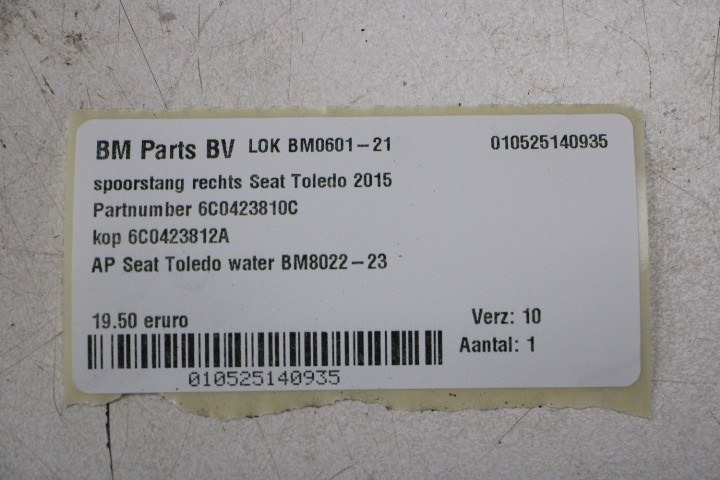 BM Parts BV LOK BM0601-21 010525140935
spoorstang rechts Seat Toledo 2015
Partnumber 6C0423810C
kop 6C0423812A
AP Seat Toledo water BM8022-23
19.50 eruro Verz: 10
Aantal: 1
010525140935